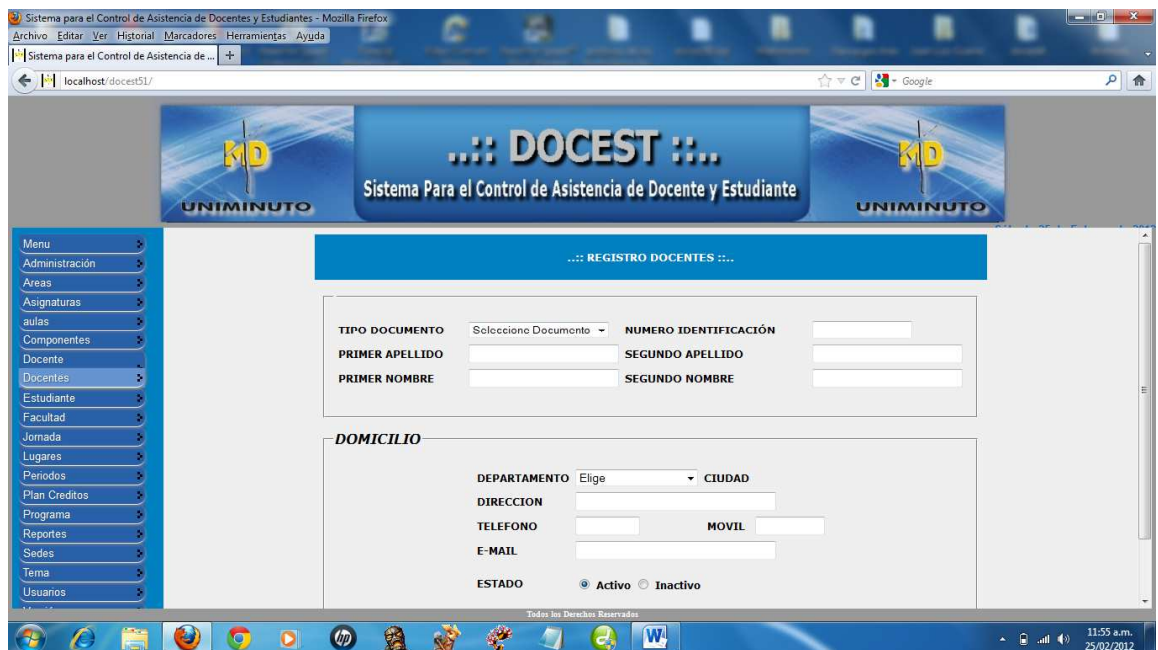 Sistema para el Control de Asistencia de Docentes y Estudiantes - Mozilla Firefox
Archivo Editar Ver Historial Marcadores Herramientas Ayuda
Sistema para el Control de Asistencia de ... +
localhost/docest51/
Google
MD
UNIMINUTO
..:: DOCEST ::..
Sistema Para el Control de Asistencia de Docente y Estudiante
MD
UNIMINUTO
Menu
Administración
Areas
Asignaturas
aulas
Componentes
Docente
Docentes
Estudiante
Facultad
Jornada
Lugares
Periodos
Plan Creditos
Programa
Reportes
Sedes
Tema
Usuarios
..:: REGISTRO DOCENTES ::..
TIPO DOCUMENTO Seleccione Documento NUMERO IDENTIFICACIÓN
PRIMER APELLIDO SEGUNDO APELLIDO
PRIMER NOMBRE SEGUNDO NOMBRE
DOMICILIO
DEPARTAMENTO Elige CIUDAD
DIRECCION
TELEFONO MOVIL
E-MAIL
ESTADO Activo Inactivo
Todos los Derechos Reservados
hp
W
11:55 a.m.
25/02/2012